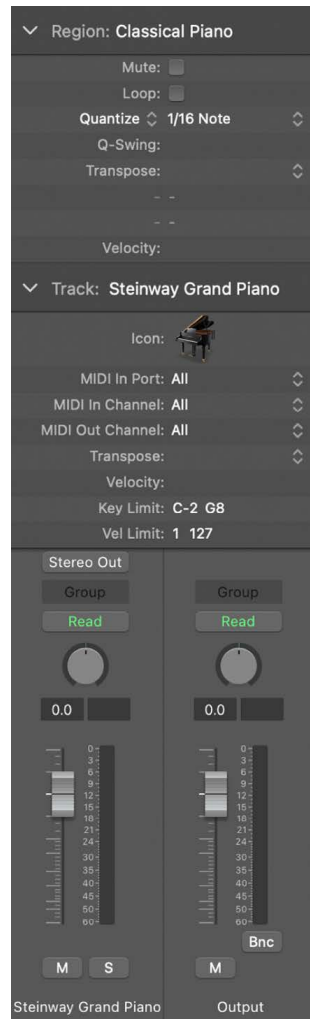 Region: Classical Piano
Mute:
Loop:
Quantize 1/16 Note
Q-Swing:
Transpose:
- -
- -
Velocity:
Track: Steinway Grand Piano
Icon:
MIDI In Port: All
MIDI In Channel: All
MIDI Out Channel: All
Transpose:
Velocity:
Key Limit: C-2 G8
Vel Limit: 1 127
Stereo Out
Group Group
Read Read
0.0 0.0
0 0
3 3
6 6
9 9
12 12
15 15
18 18
21 21
24 24
30 30
35 35
40 40
45 45
50 50
60 60
Bnc
M S M
Steinway Grand Piano Output